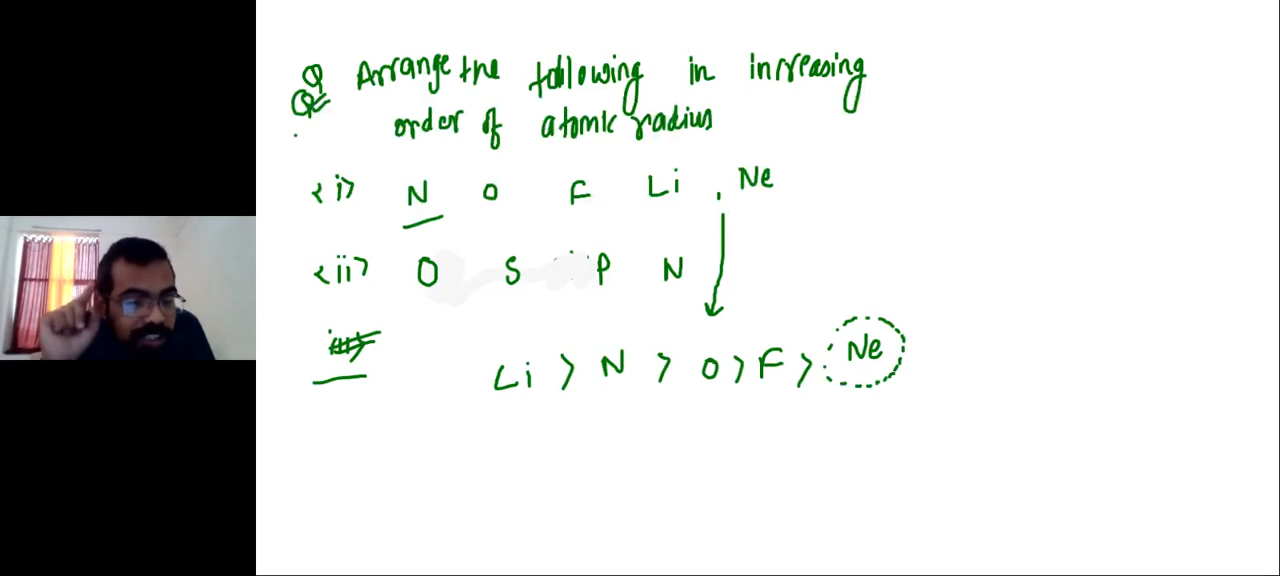 Q Arrange the following in increasing
order of atomic radius
<i> N O F Li , Ne
<ii> O S P N
Li > N > O > F > Ne